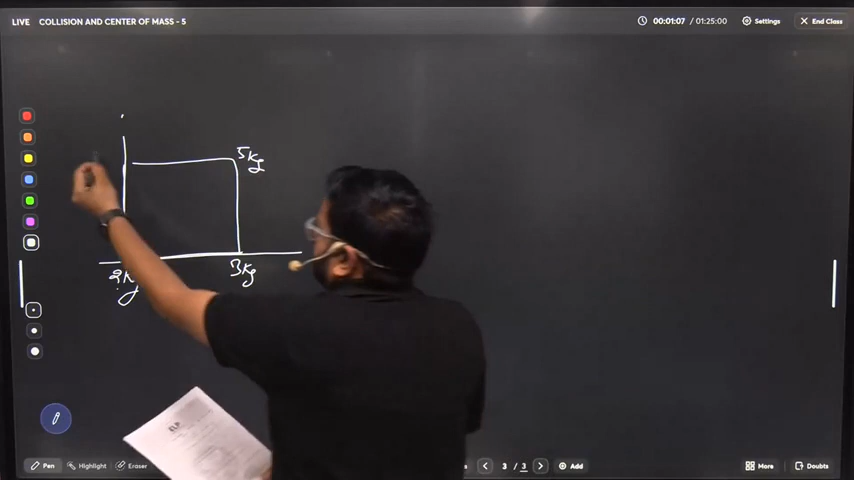 LIVE COLLISION AND CENTER OF MASS - 5
00:01:07 / 01:25:00 Settings End Class
5Kg
2Kg 3Kg
Pen Highlight Eraser
3 / 3 Add
More Doubts